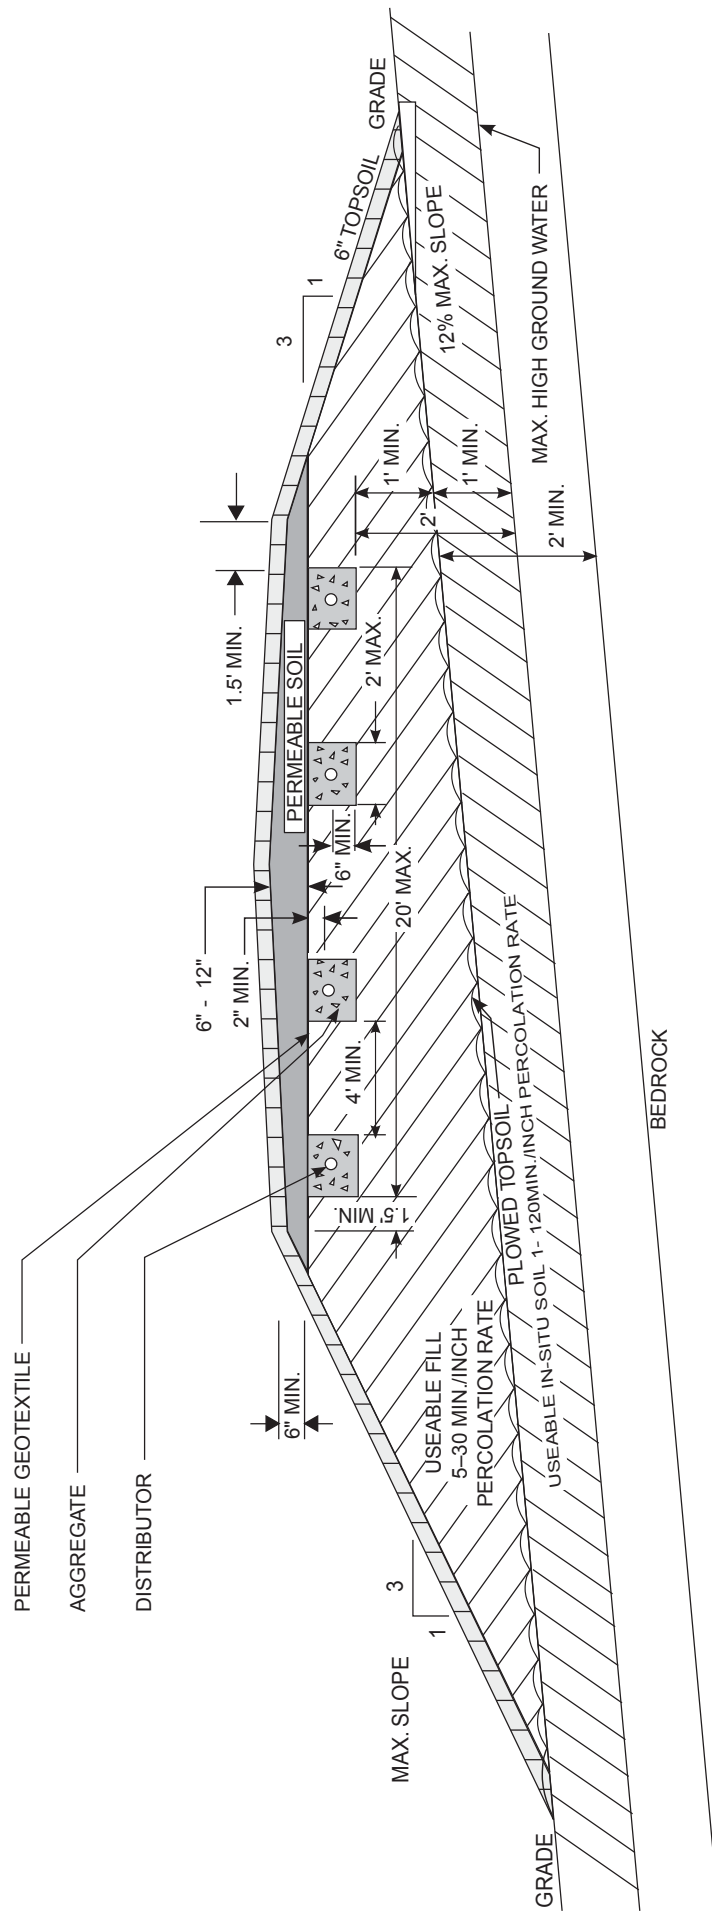 PERMEABLE GEOTEXTILE
AGGREGATE
DISTRIBUTOR
6" - 12"
2" MIN.
1.5' MIN.
6" MIN.
PERMEABLE SOIL
3
1
6" TOPSOIL
GRADE
MAX. SLOPE
3
1
1.5' MIN.
4' MIN.
6" MIN.
20' MAX.
2' MAX.
1' MIN.
2'
1' MIN.
12% MAX. SLOPE
USEABLE FILL
5–30 MIN./INCH
PERCOLATION RATE
PLOWED TOPSOIL
USEABLE IN-SITU SOIL 1- 120MIN./INCH PERCOLATION RATE
2' MIN.
MAX. HIGH GROUND WATER
GRADE
BEDROCK